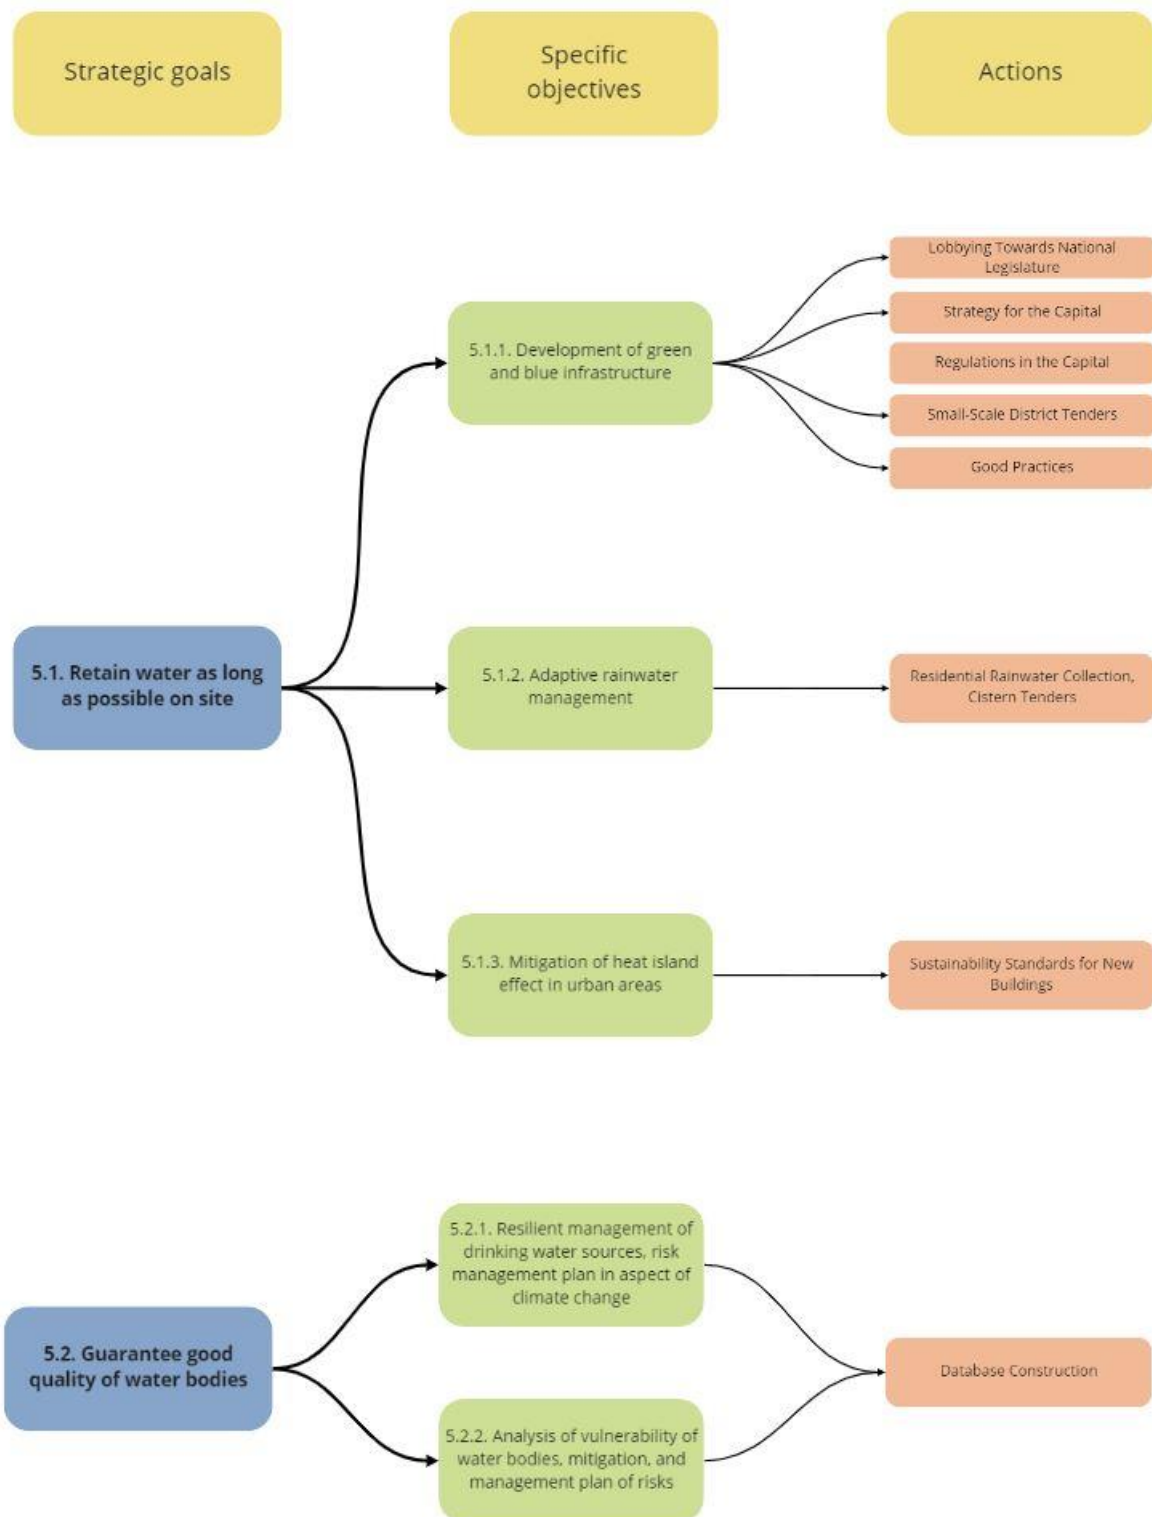 Strategic goals
Specific
objectives
Actions
Lobbying Towards National
Legislature
Strategy for the Capital
5.1.1. Development of green
and blue infrastructure
Regulations in the Capital
Small-Scale District Tenders
Good Practices
5.1. Retain water as long
as possible on site
5.1.2. Adaptive rainwater
management
Residential Rainwater Collection,
Cistern Tenders
5.1.3. Mitigation of heat island
effect in urban areas
Sustainability Standards for New
Buildings
5.2.1. Resilient management of
drinking water sources, risk
management plan in aspect of
climate change
5.2. Guarantee good
quality of water bodies
Database Construction
5.2.2. Analysis of vulnerability of
water bodies, mitigation, and
management plan of risks